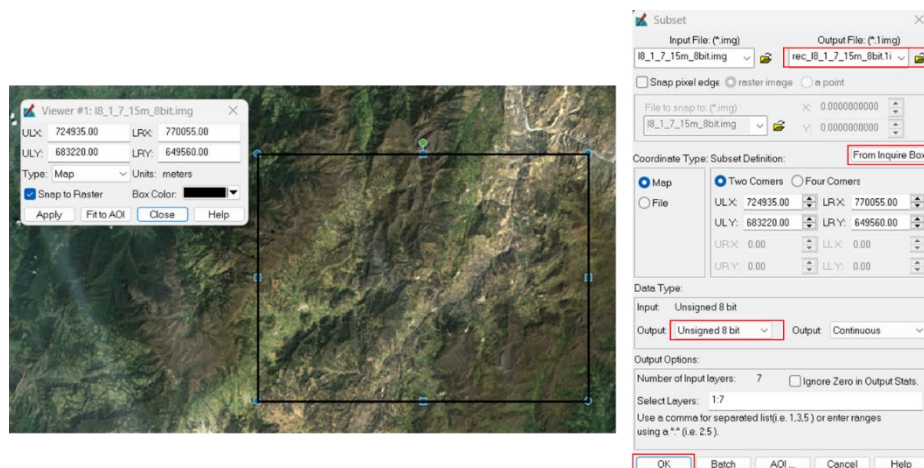 Viewer #1: l8_1_7_15m_8bit.img
ULX: 724935.00 LRX: 770055.00
ULY: 683220.00 LRY: 649560.00
Type: Map Units: meters
Snap to Raster Box Color:
Apply Fit to AOI Close Help
Subset
Input File: (*.img) Output File: (*.1img)
l8_1_7_15m_8bit.img rec_l8_1_7_15m_8bit.1i
Snap pixel edge raster image a point
File to snap to: (*.img) X: 0.0000000000
l8_1_7_15m_8bit.img Y: 0.0000000000
Coordinate Type: Subset Definition: From Inquire Box
Map Two Corners Four Corners
File ULX: 724935.00 LRX: 770055.00
ULY: 683220.00 LRY: 649560.00
URX: 0.00 LLX: 0.00
URY: 0.00 LLY: 0.00
Data Type:
Input: Unsigned 8 bit
Output: Unsigned 8 bit Output: Continuous
Output Options:
Number of Input layers: 7 Ignore Zero in Output Stats.
Select Layers: 1:7
Use a comma for separated list(i.e. 1,3,5 ) or enter ranges
using a ":" (i.e. 2:5 ).
OK Batch AOI ... Cancel Help